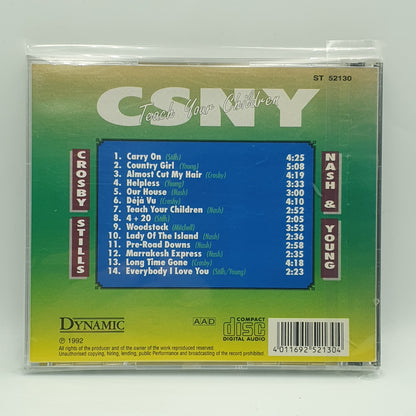 ST 52130
CSNY
Teach Your Children
CROSBY
STILLS
NASH &
YOUNG
1. Carry On (Stills) 4:25
2. Country Girl (Young) 5:08
3. Almost Cut My Hair (Crosby) 4:19
4. Helpless (Young) 3:33
5. Our House (Nash) 3:00
6. Déjà Vu (Crosby) 4:10
7. Teach Your Children (Nash) 2:52
8. 4 + 20 (Stills) 2:05
9. Woodstock (Mitchell) 3:53
10. Lady Of The Island (Nash) 2:36
11. Pre-Road Downs (Nash) 2:58
12. Marrakesh Express (Nash) 2:35
13. Long Time Gone (Crosby) 4:18
14. Everybody I Love You (Stills/Young) 2:23
DYNAMIC
℗ 1992
AAD
COMPACT
disc
DIGITAL AUDIO
All rights of producer and of the owner of the work reproduced reserved.
Unauthorised copying, hiring, lending, public Performance and broadcasting of the record prohibited.
4 011692 521304